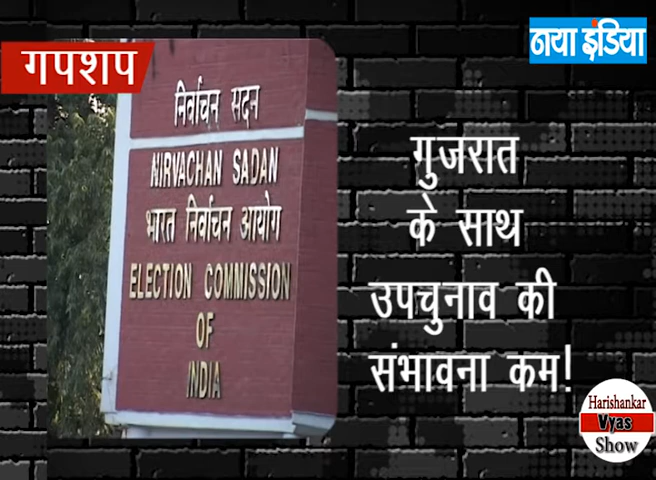 नया इंडिया
गपशप
निर्वाचन सदन
NIRVACHAN SADAN
भारत निर्वाचन आयोग
ELECTION COMMISSION
OF
INDIA
गुजरात
के साथ
उपचुनाव की
संभावना कम!
Harishankar
Vyas
Show